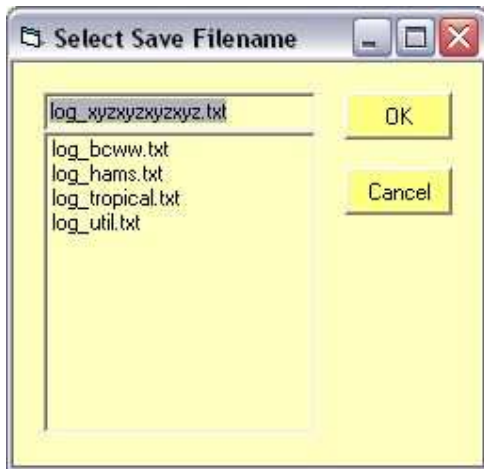 Select Save Filename
log_xyzxyzxyzxyz.txt
OK
log_bcww.txt
log_hams.txt
log_tropical.txt
log_util.txt
Cancel